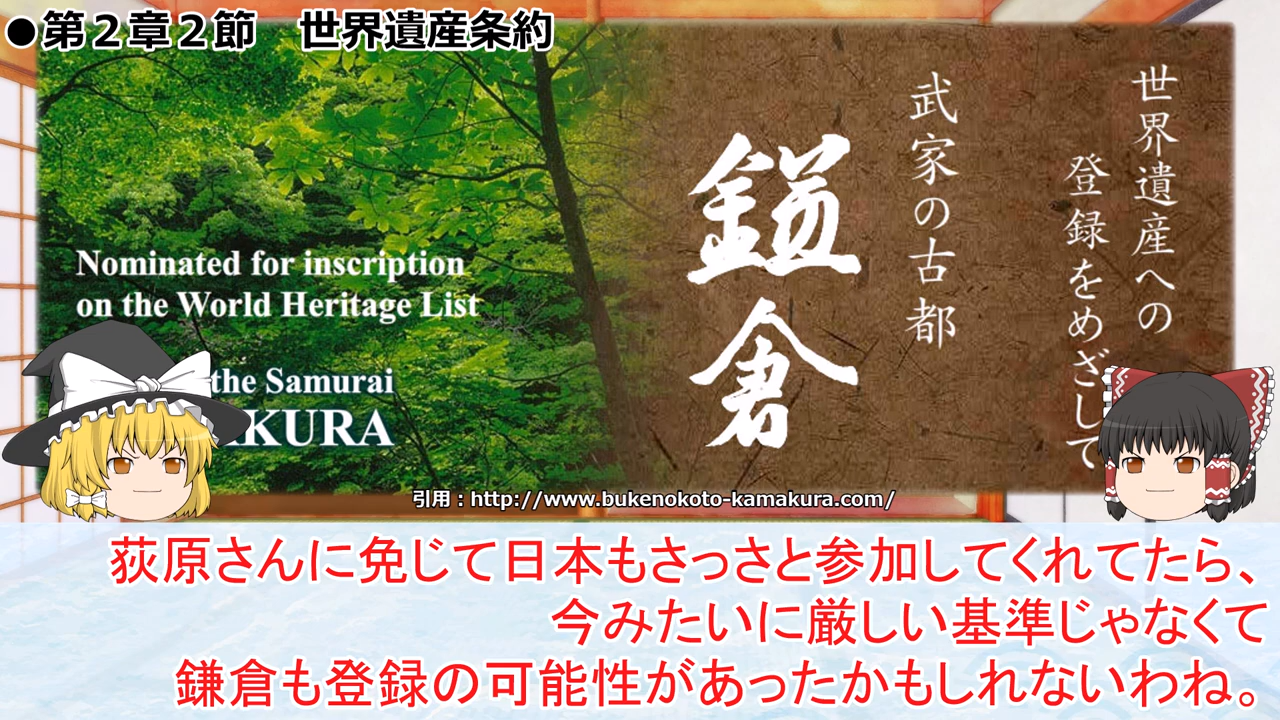 ●第２章２節　世界遺産条約
世界遺産への
登録をめざして
武家の古都
鎌倉
Nominated for inscription
on the World Heritage List
the Samurai
KURA
引用：http://www.bukenokoto-kamakura.com/
荻原さんに免じて日本もさっさと参加してくれてたら、
今みたいに厳しい基準じゃなくて
鎌倉も登録の可能性があったかもしれないわね。